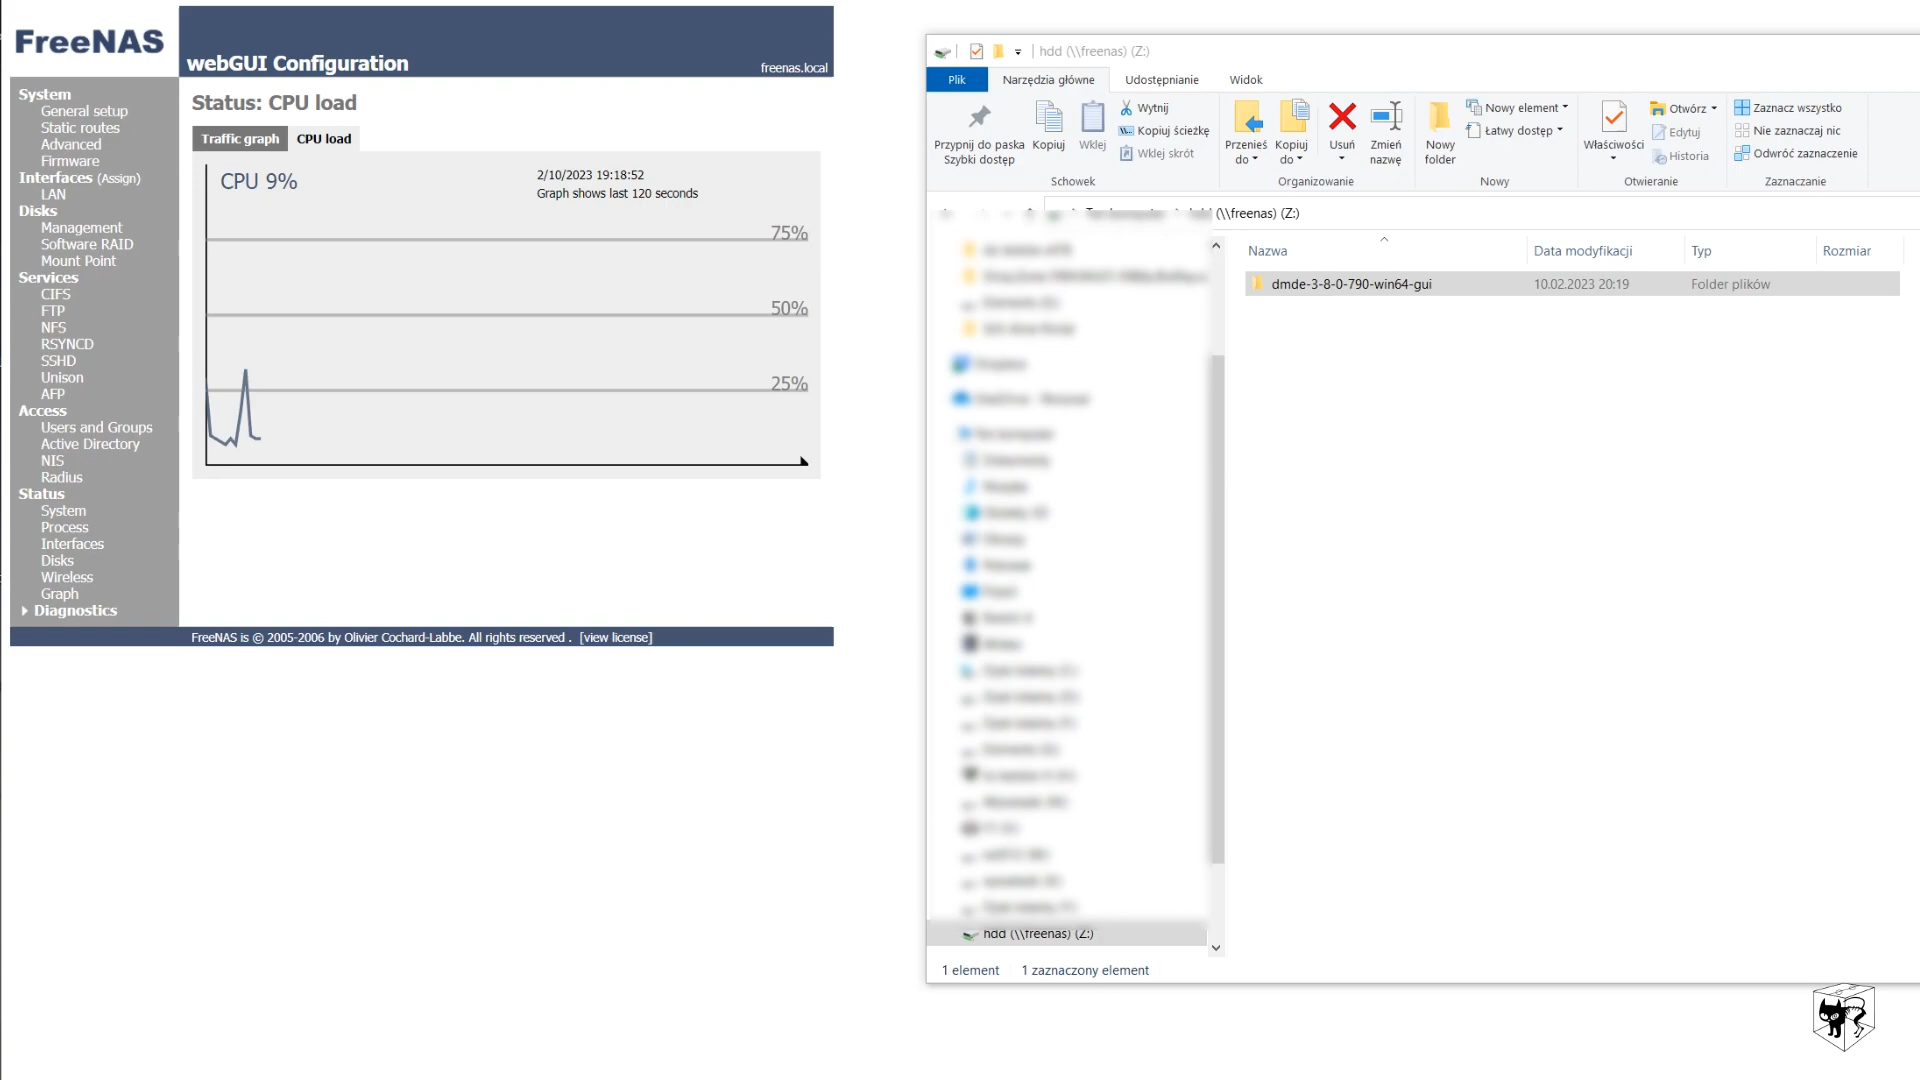 FreeNAS
webGUI Configuration
freenas.local
System
General setup
Static routes
Advanced
Firmware
Interfaces (Assign)
LAN
Disks
Management
Software RAID
Mount Point
Services
CIFS
FTP
NFS
RSYNCD
SSHD
Unison
AFP
Access
Users and Groups
Active Directory
NIS
Radius
Status
System
Process
Interfaces
Disks
Wireless
Graph
Diagnostics
Status: CPU load
Traffic graph CPU load
CPU 9%
2/10/2023 19:18:52
Graph shows last 120 seconds
75%
50%
25%
FreeNAS is © 2005-2006 by Olivier Cochard-Labbe. All rights reserved . [view license]
hdd (\\freenas) (Z:)
Plik Narzędzia główne Udostępnianie Widok
Przypnij do paska
Szybki dostęp
Kopiuj
Wklej
Wytnij
Kopiuj ścieżkę
Wklej skrót
Schowek
Przenieś
do
Kopiuj
do
Usuń
Zmień
nazwę
Organizowanie
Nowy
folder
Nowy element
Łatwy dostęp
Nowy
Właściwości
Otwórz
Edytuj
Historia
Otwieranie
Zaznacz wszystko
Nie zaznaczaj nic
Odwróć zaznaczenie
Zaznaczanie
(\\freenas) (Z:)
Nazwa Data modyfikacji Typ Rozmiar
dmde-3-8-0-790-win64-gui 10.02.2023 20:19 Folder plików
hdd (\\freenas) (Z:)
1 element 1 zaznaczony element